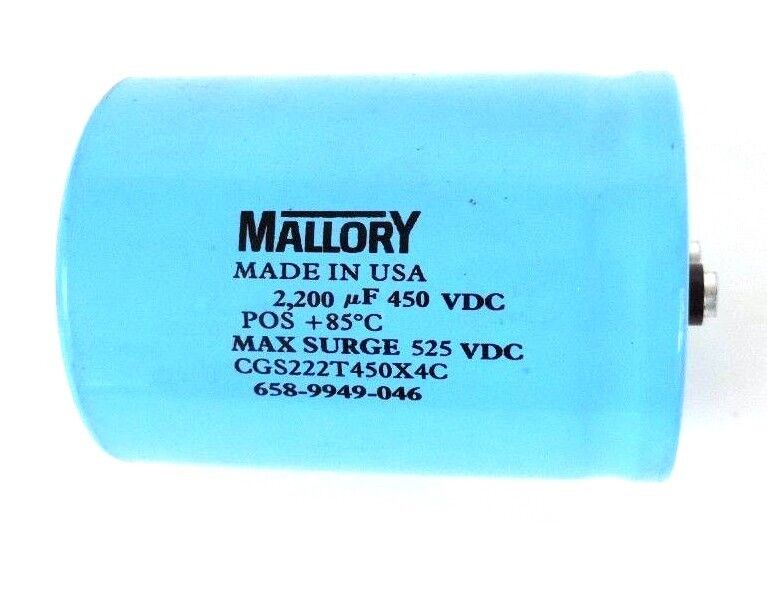 MALLORY
MADE IN USA
2,200 µF 450 VDC
POS +85°C
MAX SURGE 525 VDC
CGS222T450X4C
658-9949-046